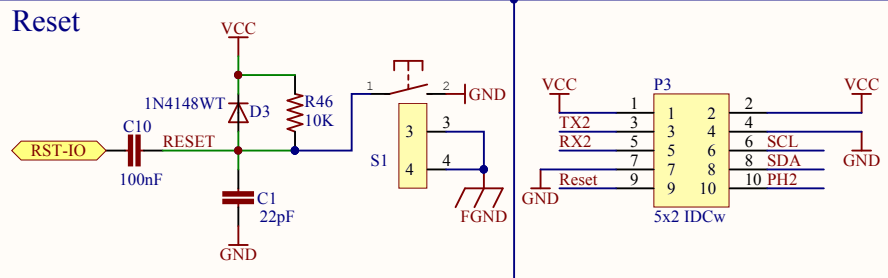 Reset
VCC
1N4148WT
D3
R46
10K
1
2
GND
C10
RST-IO
RESET
100nF
3
3
S1
4
4
C1
22pF
GND
FGND
P3
VCC
VCC
1
1
2
2
TX2
3
3
4
4
RX2
5
5
6
6
SCL
GND
7
7
8
8
SDA
GND
Reset
9
9
10
10
PH2
5x2 IDCw